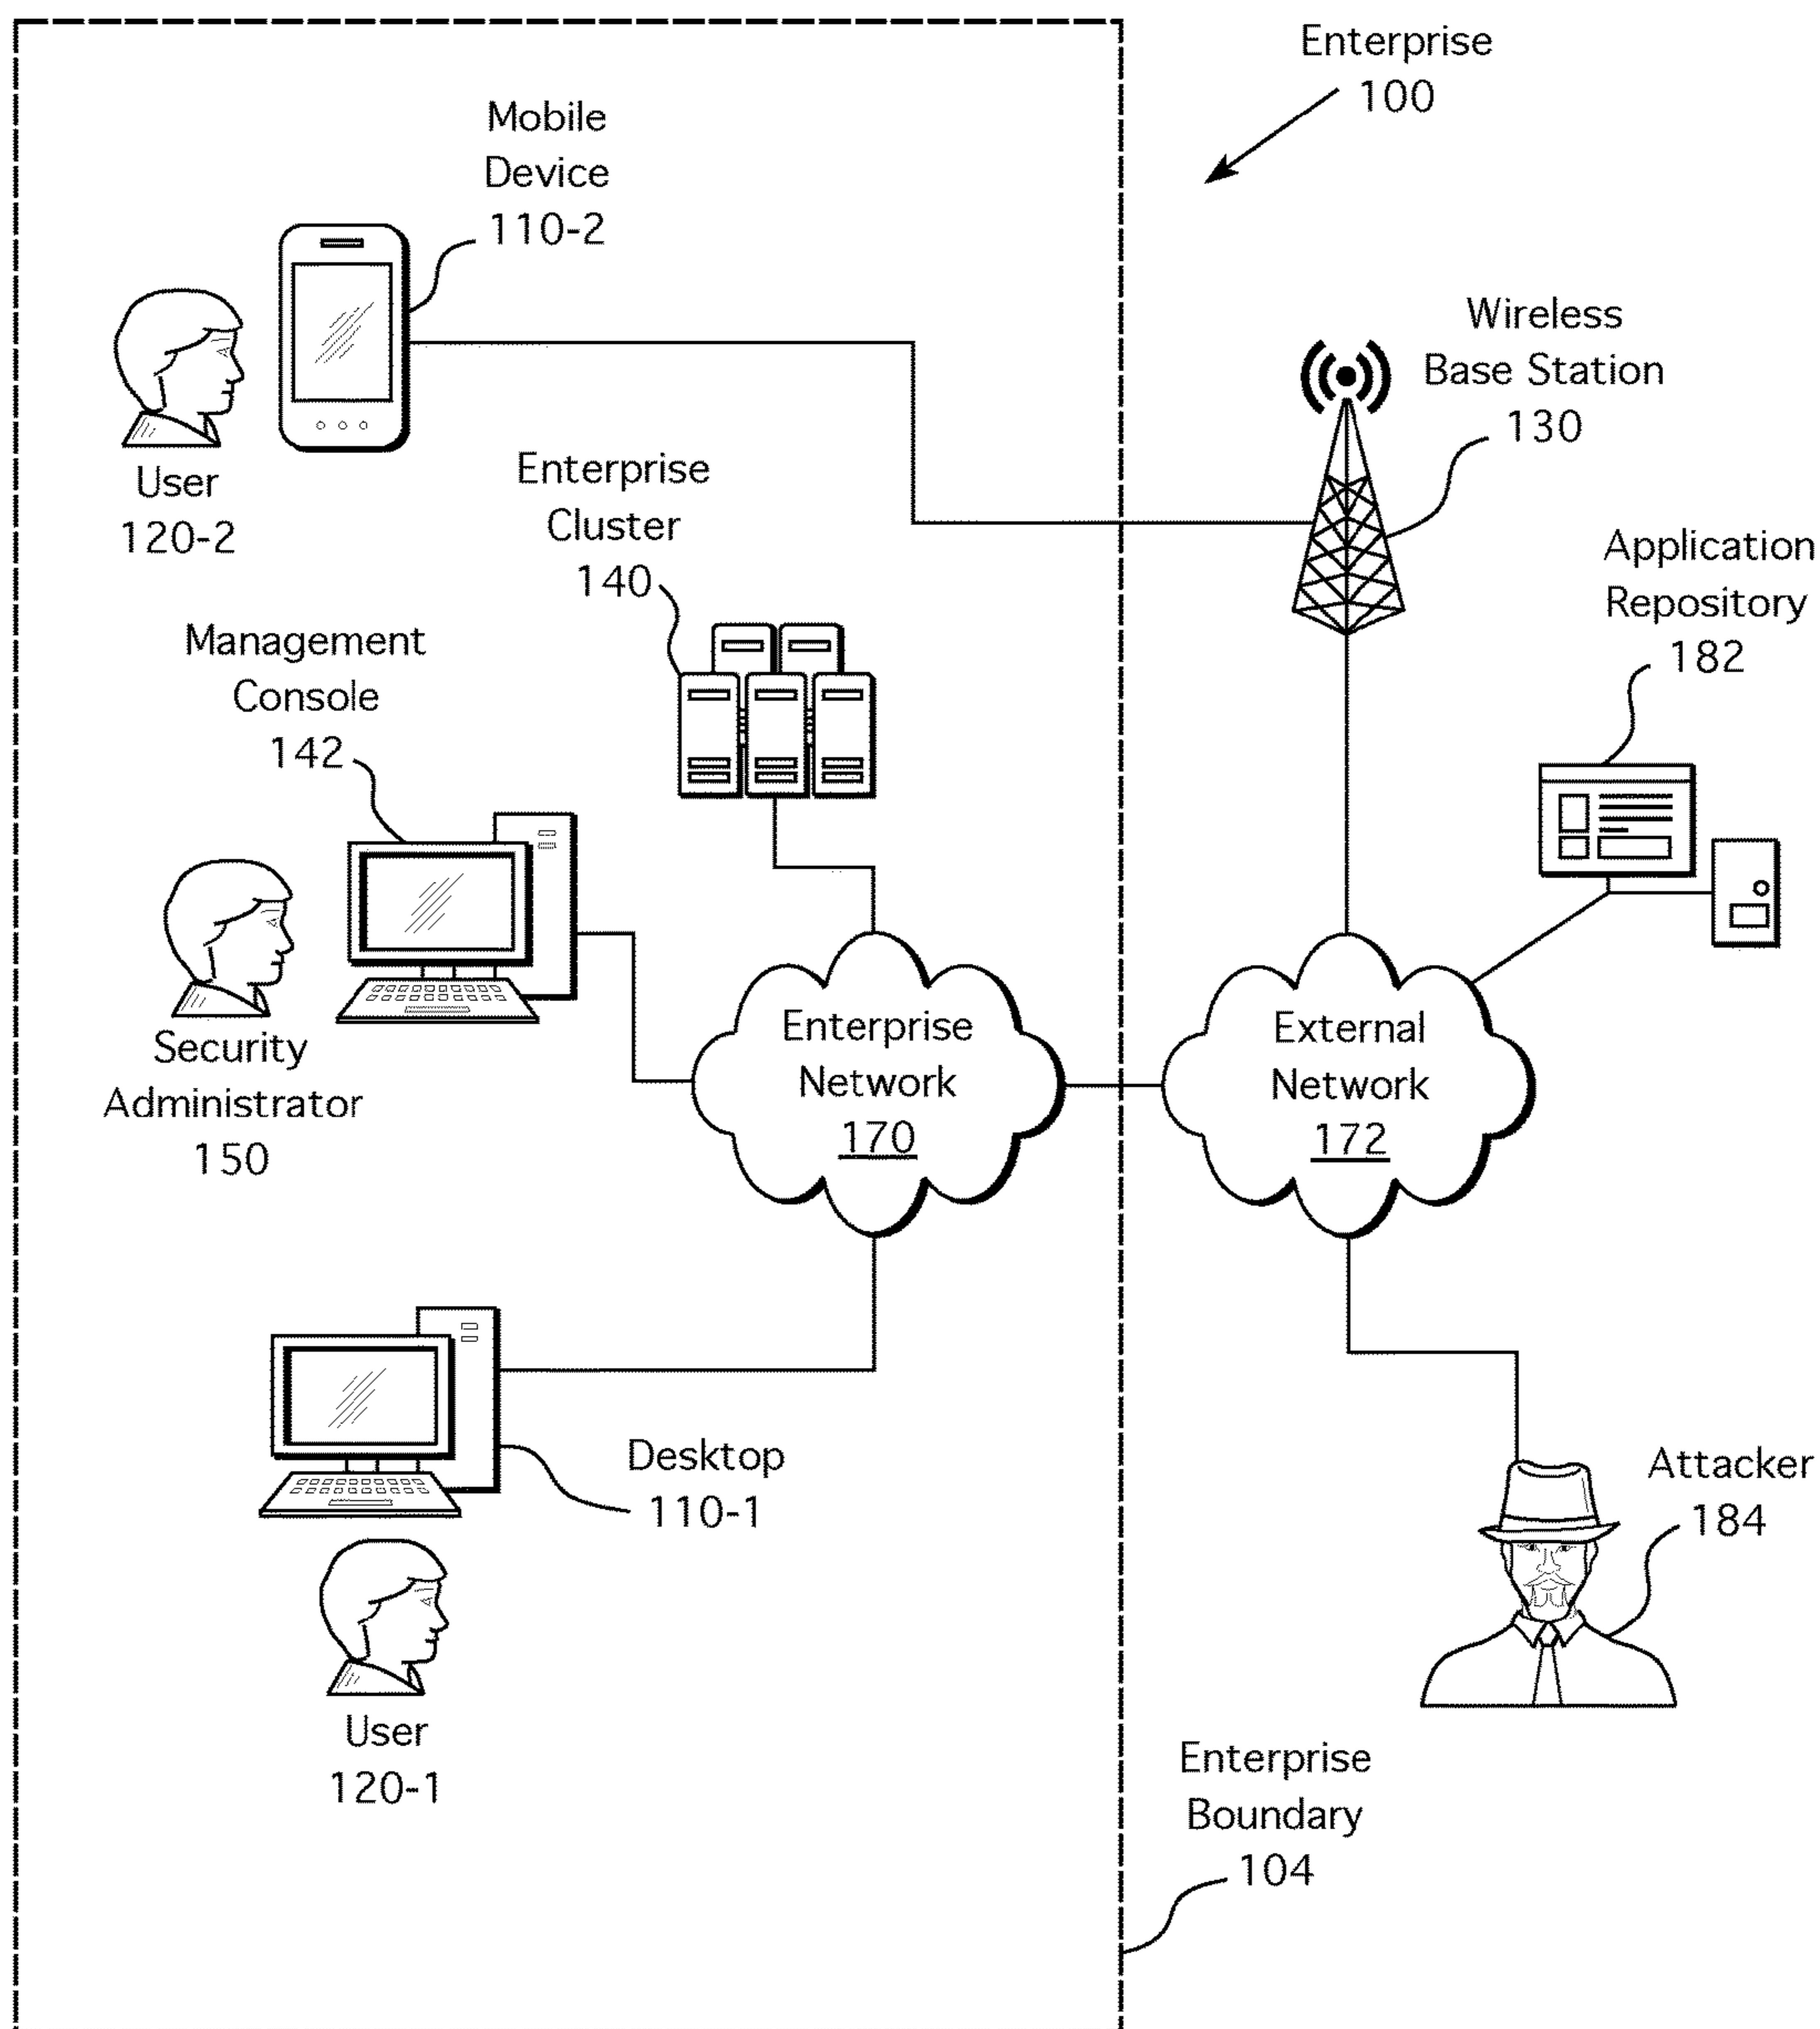 Enterprise
100
Mobile
Device
110-2
Wireless
Base Station
130
User
120-2
Enterprise
Cluster
140
Application
Repository
182
Management
Console
142
Security
Administrator
150
Enterprise
Network
170
External
Network
172
Desktop
110-1
Attacker
184
User
120-1
Enterprise
Boundary
104